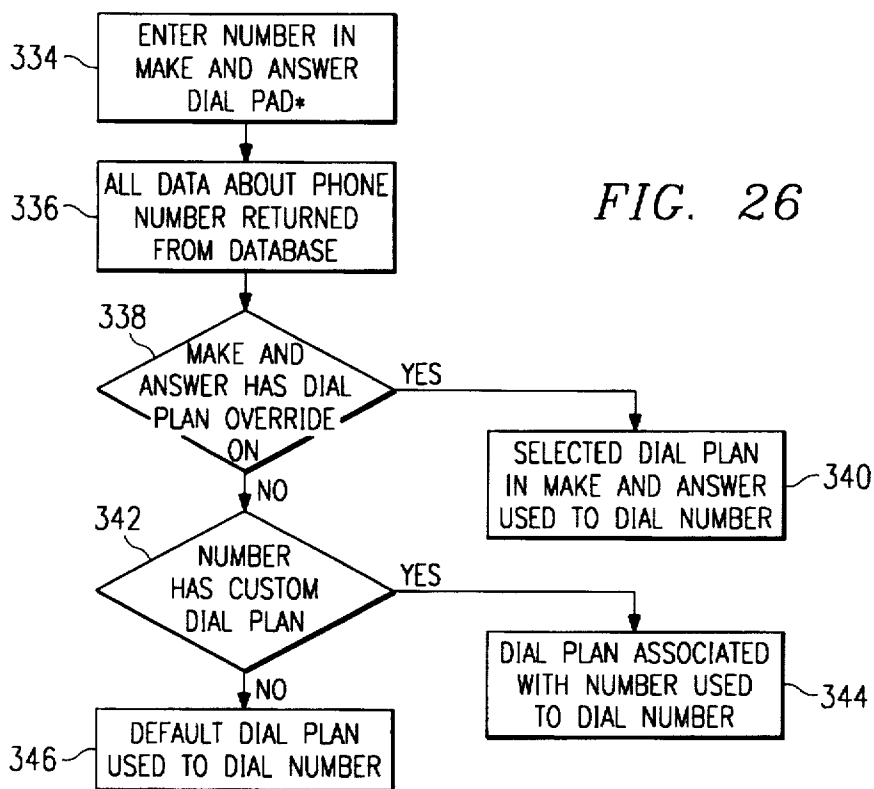 334
ENTER NUMBER IN
MAKE AND ANSWER
DIAL PAD*
336
ALL DATA ABOUT PHONE
NUMBER RETURNED
FROM DATABASE
FIG. 26
338
MAKE AND
ANSWER HAS DIAL
PLAN OVERRIDE
ON
YES
SELECTED DIAL PLAN
IN MAKE AND ANSWER
USED TO DIAL NUMBER
340
NO
342
NUMBER
HAS CUSTOM
DIAL PLAN
YES
DIAL PLAN ASSOCIATED
WITH NUMBER USED
TO DIAL NUMBER
344
NO
346
DEFAULT DIAL PLAN
USED TO DIAL NUMBER